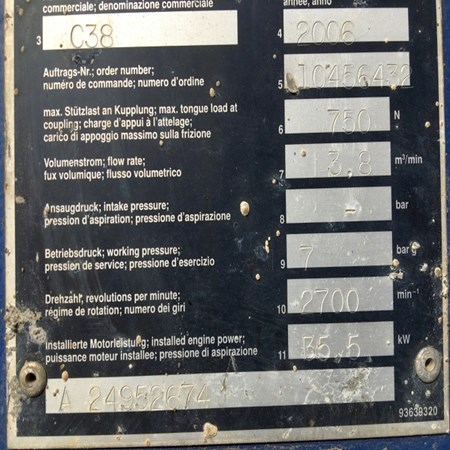 commerciale; denominazione commerciale année; anno
3 C38 4 2006
Auftrags-Nr.; order number;
numéro de commande; numero d'ordine 5 10456432
max. Stützlast an Kupplung; max. tongue load at
coupling; charge d'appui à l'attelage; 6 750 N
carico di appoggio massimo sulla frizione
Volumenstrom; flow rate;
fux volumique; flusso volumetrico 7 3,8 m³/min
Ansaugdruck; intake pressure;
pression d'aspiration; pressione d'aspirazione 8 - bar
Betriebsdruck; working pressure;
pression de service; pressione d'esercizio 9 7 bar g
Drehzahl, revolutions per minute;
régime de rotation; numero dei giri 10 2700 min⁻¹
Installierte Motorleistung; installed engine power;
puissance moteur installee; pressione di aspirazione 11 35,5 kW
A 24952674
93639320